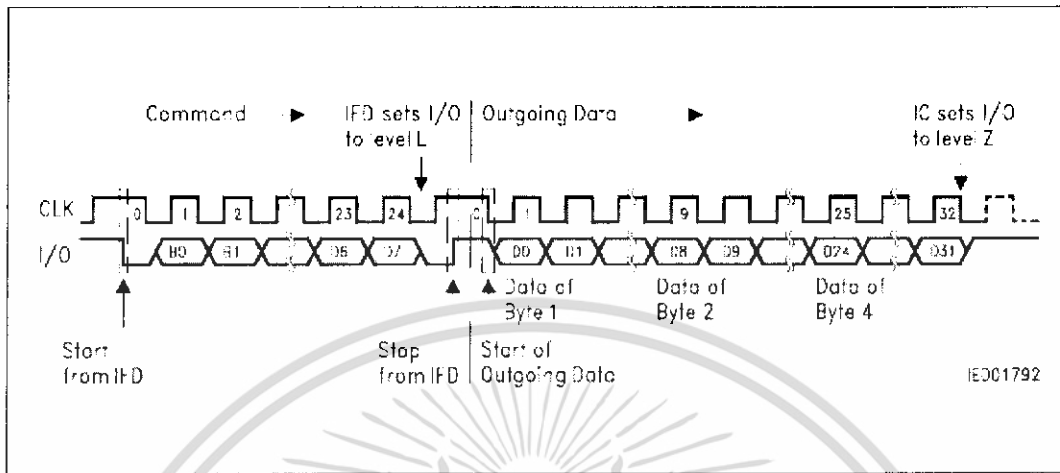 Command
IFD sets I/O
to level L
Outgoing Data
IC sets I/O
to level Z
CLK
0 1 2 23 24 0 1 9 25 32
I/O
B0 B1 D6 D7 D0 D1 D8 D9 D24 D31
Data of
Byte 1
Data of
Byte 2
Data of
Byte 4
Start
from IFD
Stop
from IFD
Start of
Outgoing Data
IED01792